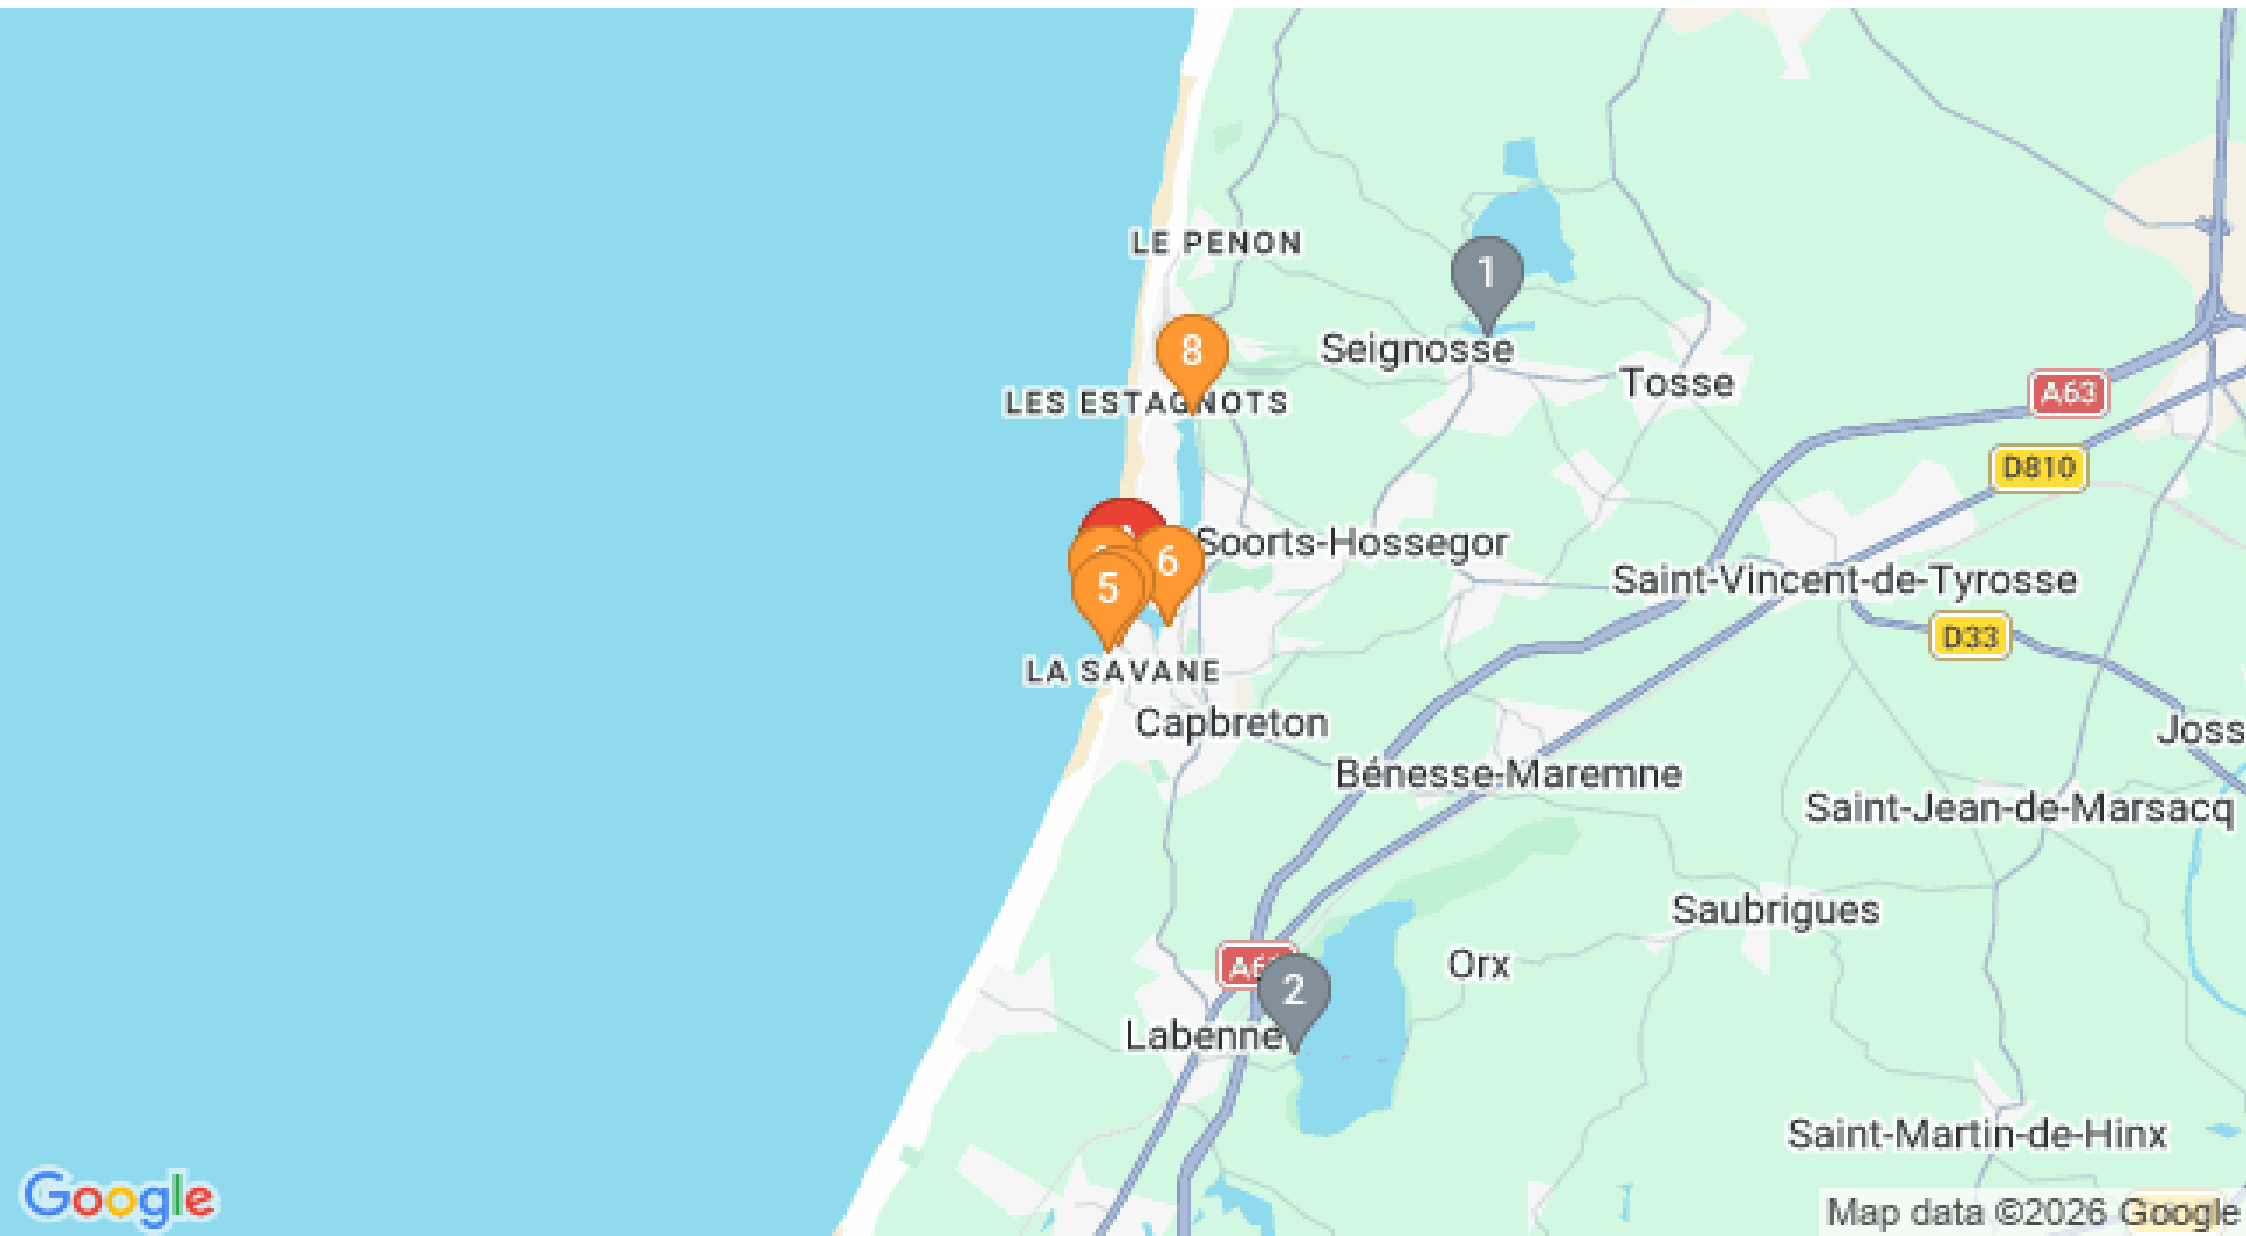 LE PENON
1
8
Seignosse
LES ESTAGNOTS
Tosse
A63
D810
Soorts-Hossegor
6
5
Saint-Vincent-de-Tyrosse
D33
LA SAVANE
Capbreton
Bénesse-Maremne
Saint-Jean-de-Marsacq
Saubrigues
Orx
2
Labenne
Saint-Martin-de-Hinx
Google
Map data ©2026 Google